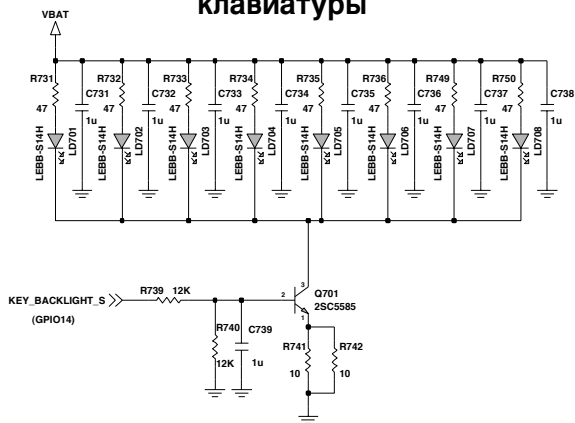 клавиатуры
VBAT
R731 R732 R733 R734 R735 R736 R749 R750
C731 C732 C733 C734 C735 C736 C737 C738
47 47 47 47 47 47 47 47
1u 1u 1u 1u 1u 1u 1u 1u
LEBB-S14H LEBB-S14H LEBB-S14H LEBB-S14H LEBB-S14H LEBB-S14H LEBB-S14H LEBB-S14H
LD701 LD702 LD703 LD704 LD705 LD706 LD707 LD708
R739 12K
KEY_BACKLIGHT_S
(GPIO14)
2 3 1
Q701
2SC5585
R740 C739
12K 1u
R741 R742
10 10